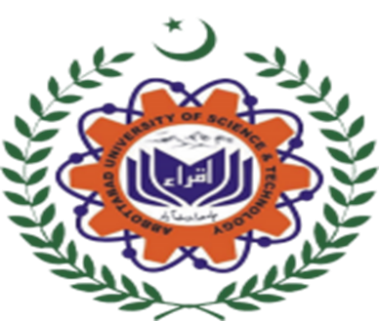 ABBOTTABAD UNIVERSITY OF SCIENCE & TECHNOLOGY
اقراء